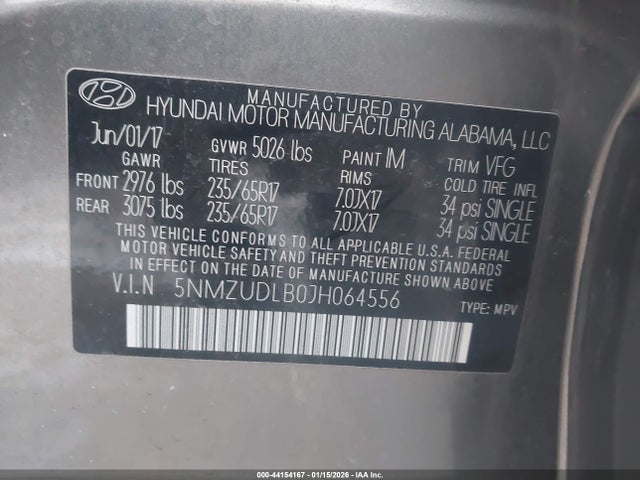 MANUFACTURED BY
HYUNDAI MOTOR MANUFACTURING ALABAMA, LLC
Jun/01/17 GVWR 5026 lbs PAINT IM TRIM VFG
GAWR TIRES RIMS COLD TIRE INFL
FRONT 2976 lbs 235/65R17 7.0JX17 34 psi SINGLE
REAR 3075 lbs 235/65R17 7.0JX17 34 psi SINGLE
THIS VEHICLE CONFORMS TO ALL APPLICABLE U.S.A. FEDERAL
MOTOR VEHICLE SAFETY AND THEFT PREVENTION STANDARDS
IN EFFECT ON THE DATE OF MANUFACTURE SHOWN ABOVE.
V.I.N 5NMZUDLB0JH064556 TYPE: MPV
000-44154167 - 01/15/2026 - IAA Inc.